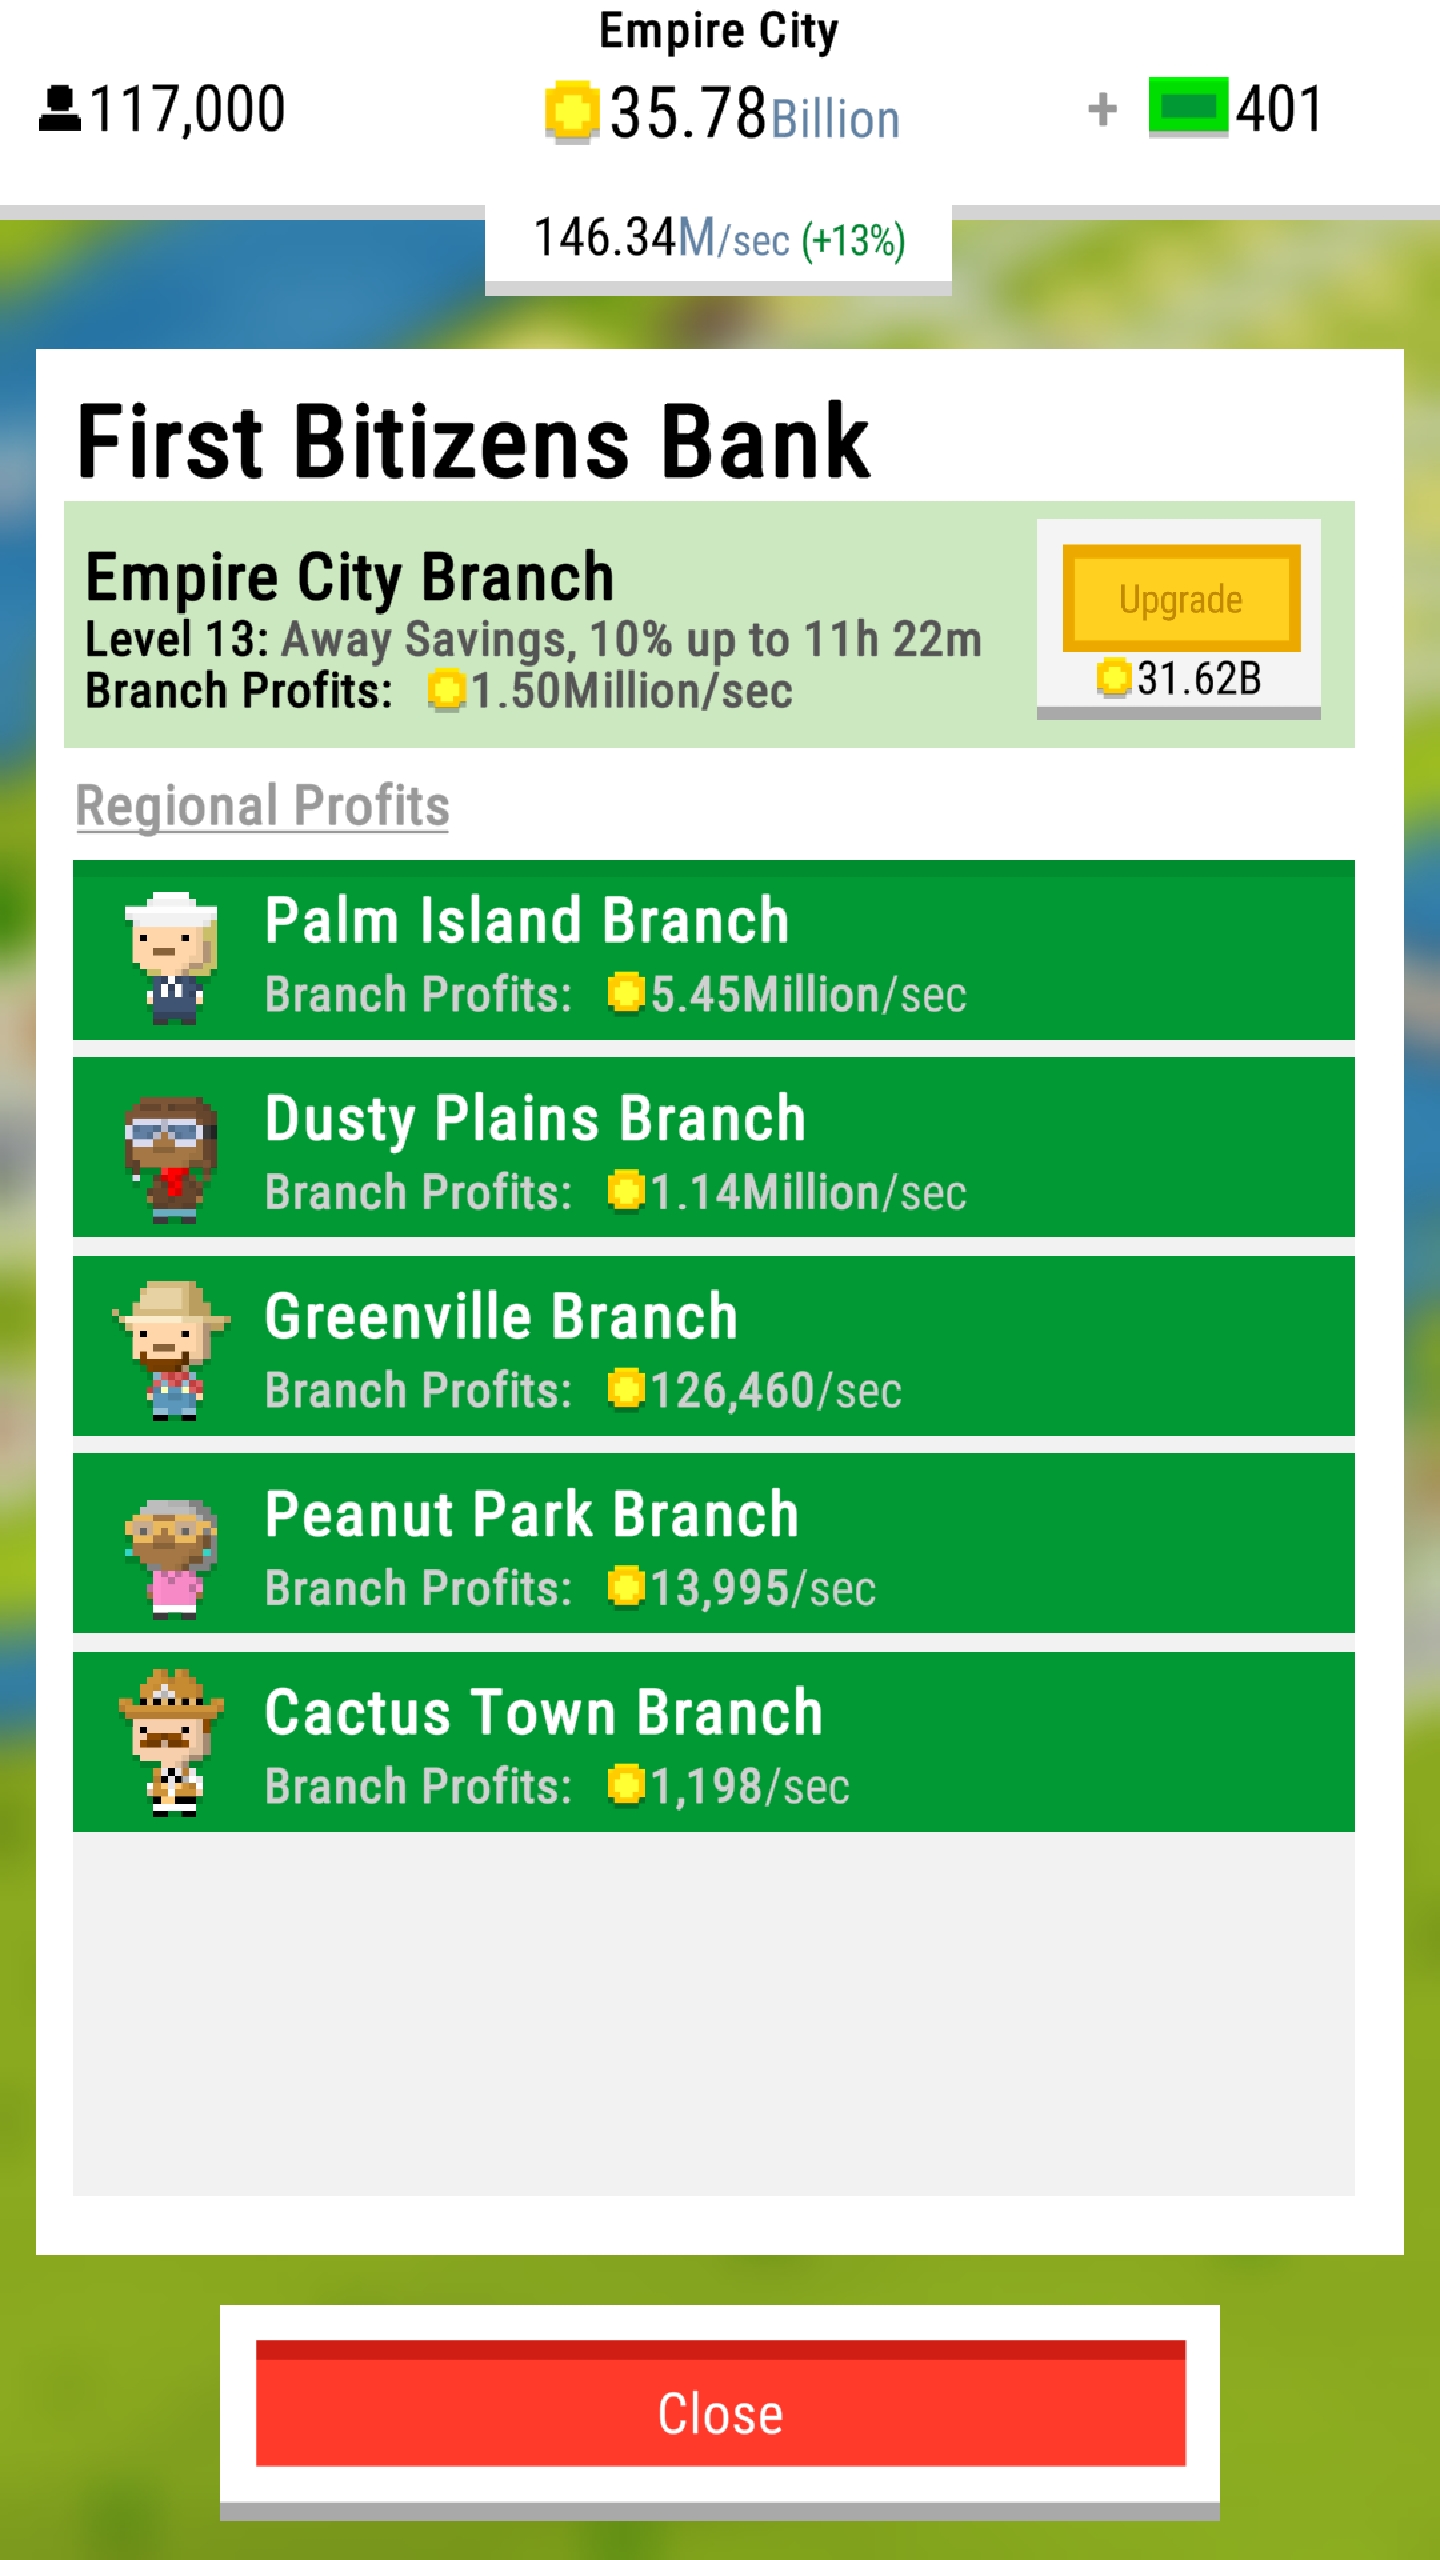 Empire City
117,000 35.78Billion + 401
146.34M/sec (+13%)
First Bitizens Bank
Empire City Branch
Level 13: Away Savings, 10% up to 11h 22m
Branch Profits: 1.50Million/sec
Upgrade
31.62B
Regional Profits
Palm Island Branch
Branch Profits: 5.45Million/sec
Dusty Plains Branch
Branch Profits: 1.14Million/sec
Greenville Branch
Branch Profits: 126,460/sec
Peanut Park Branch
Branch Profits: 13,995/sec
Cactus Town Branch
Branch Profits: 1,198/sec
Close